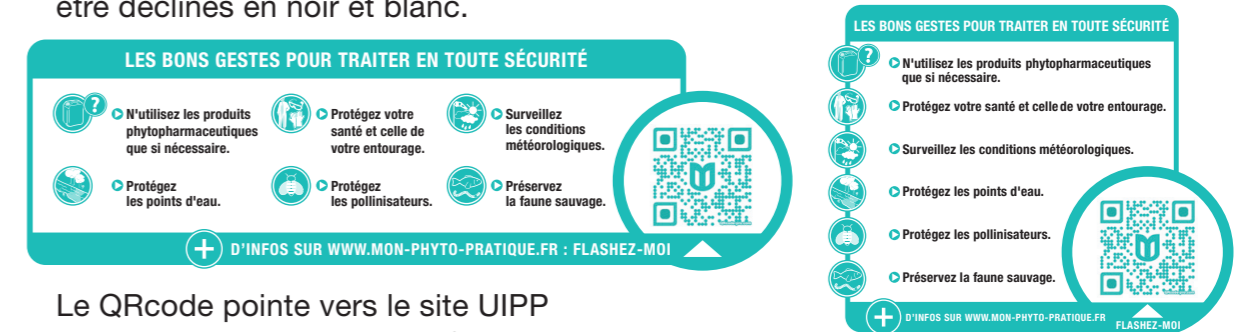 être déclinés en noir et blanc.
LES BONS GESTES POUR TRAITER EN TOUTE SÉCURITÉ
?
N'utilisez les produits
phytopharmaceutiques
que si nécessaire.
Protégez votre
santé et celle de
votre entourage.
Surveillez
les conditions
météorologiques.
Protégez
les points d'eau.
Protégez
les pollinisateurs.
Préservez
la faune sauvage.
+ D'INFOS SUR WWW.MON-PHYTO-PRATIQUE.FR : FLASHEZ-MOI
Le QRcode pointe vers le site UIPP
LES BONS GESTES POUR TRAITER EN TOUTE SÉCURITÉ
?
N'utilisez les produits phytopharmaceutiques
que si nécessaire.
Protégez votre santé et celle de votre entourage.
Surveillez les conditions météorologiques.
Protégez les points d'eau.
Protégez les pollinisateurs.
Préservez la faune sauvage.
+ D'INFOS SUR WWW.MON-PHYTO-PRATIQUE.FR
FLASHEZ-MOI